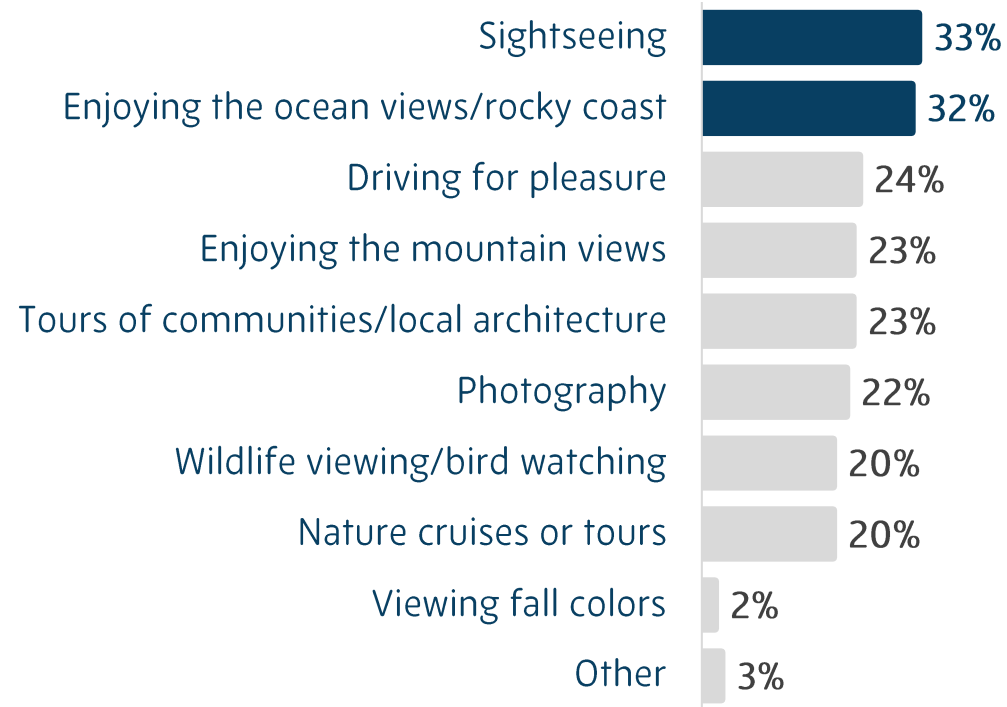 Sightseeing 33%
Enjoying the ocean views/rocky coast 32%
Driving for pleasure 24%
Enjoying the mountain views 23%
Tours of communities/local architecture 23%
Photography 22%
Wildlife viewing/bird watching 20%
Nature cruises or tours 20%
Viewing fall colors 2%
Other 3%